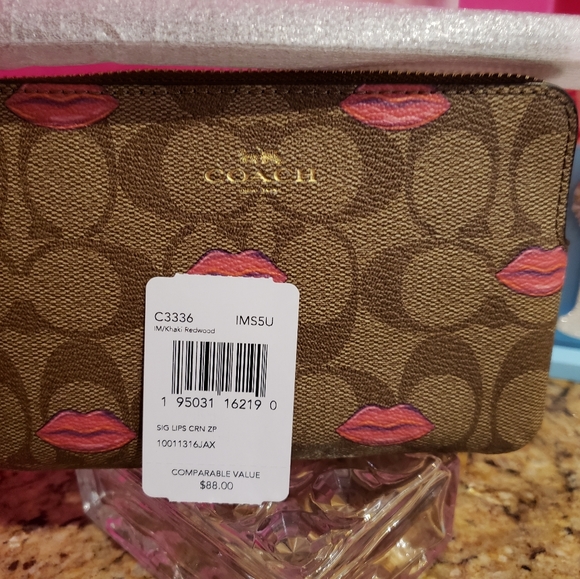 COACH
C3336 IMS5U
IM/Khaki Redwood
1 95031 16219 0
SIG LIPS CRN ZP
10011316JAX
COMPARABLE VALUE
$88.00